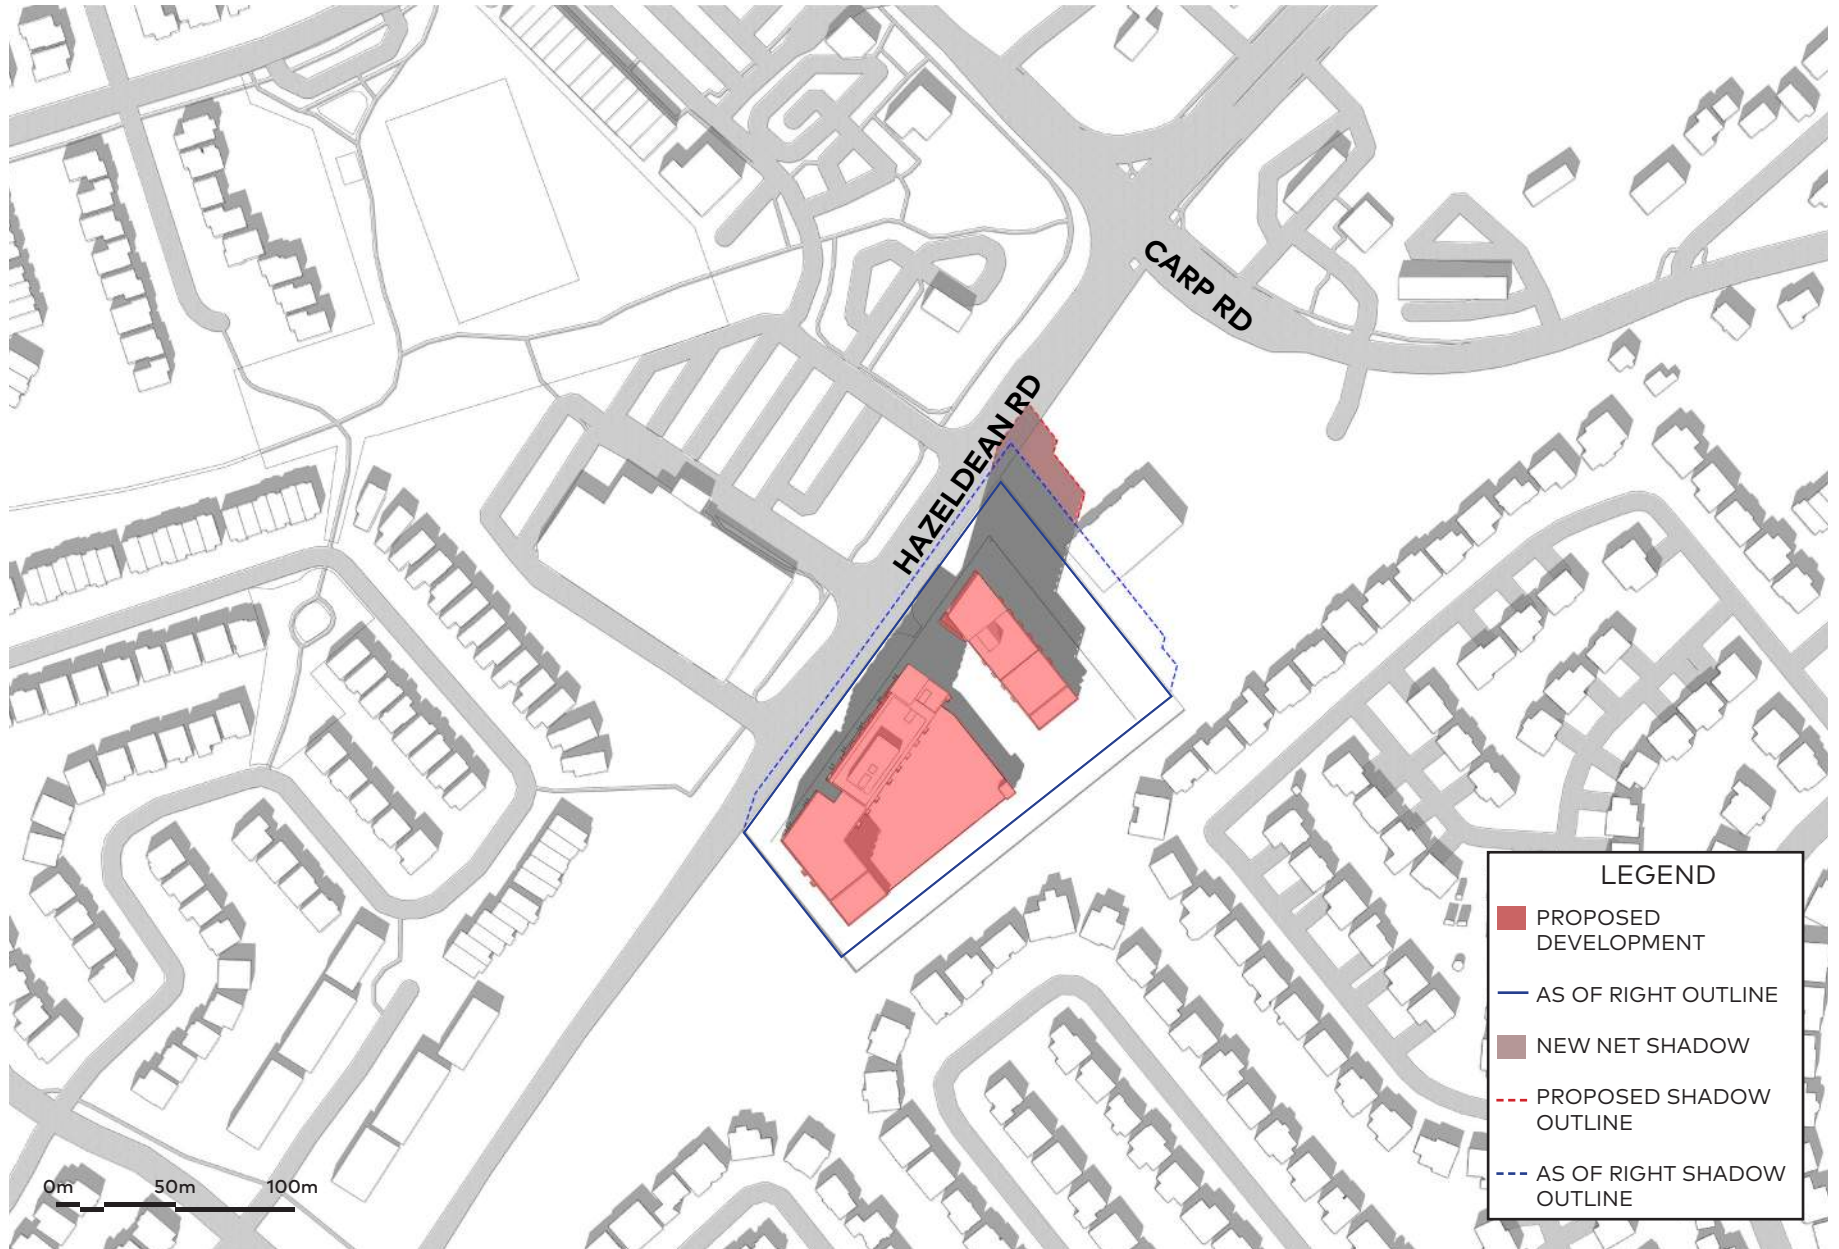 CARP RD
HAZELDEAN RD
LEGEND
PROPOSED
DEVELOPMENT
AS OF RIGHT OUTLINE
NEW NET SHADOW
PROPOSED SHADOW
OUTLINE
AS OF RIGHT SHADOW
OUTLINE
0m 50m 100m